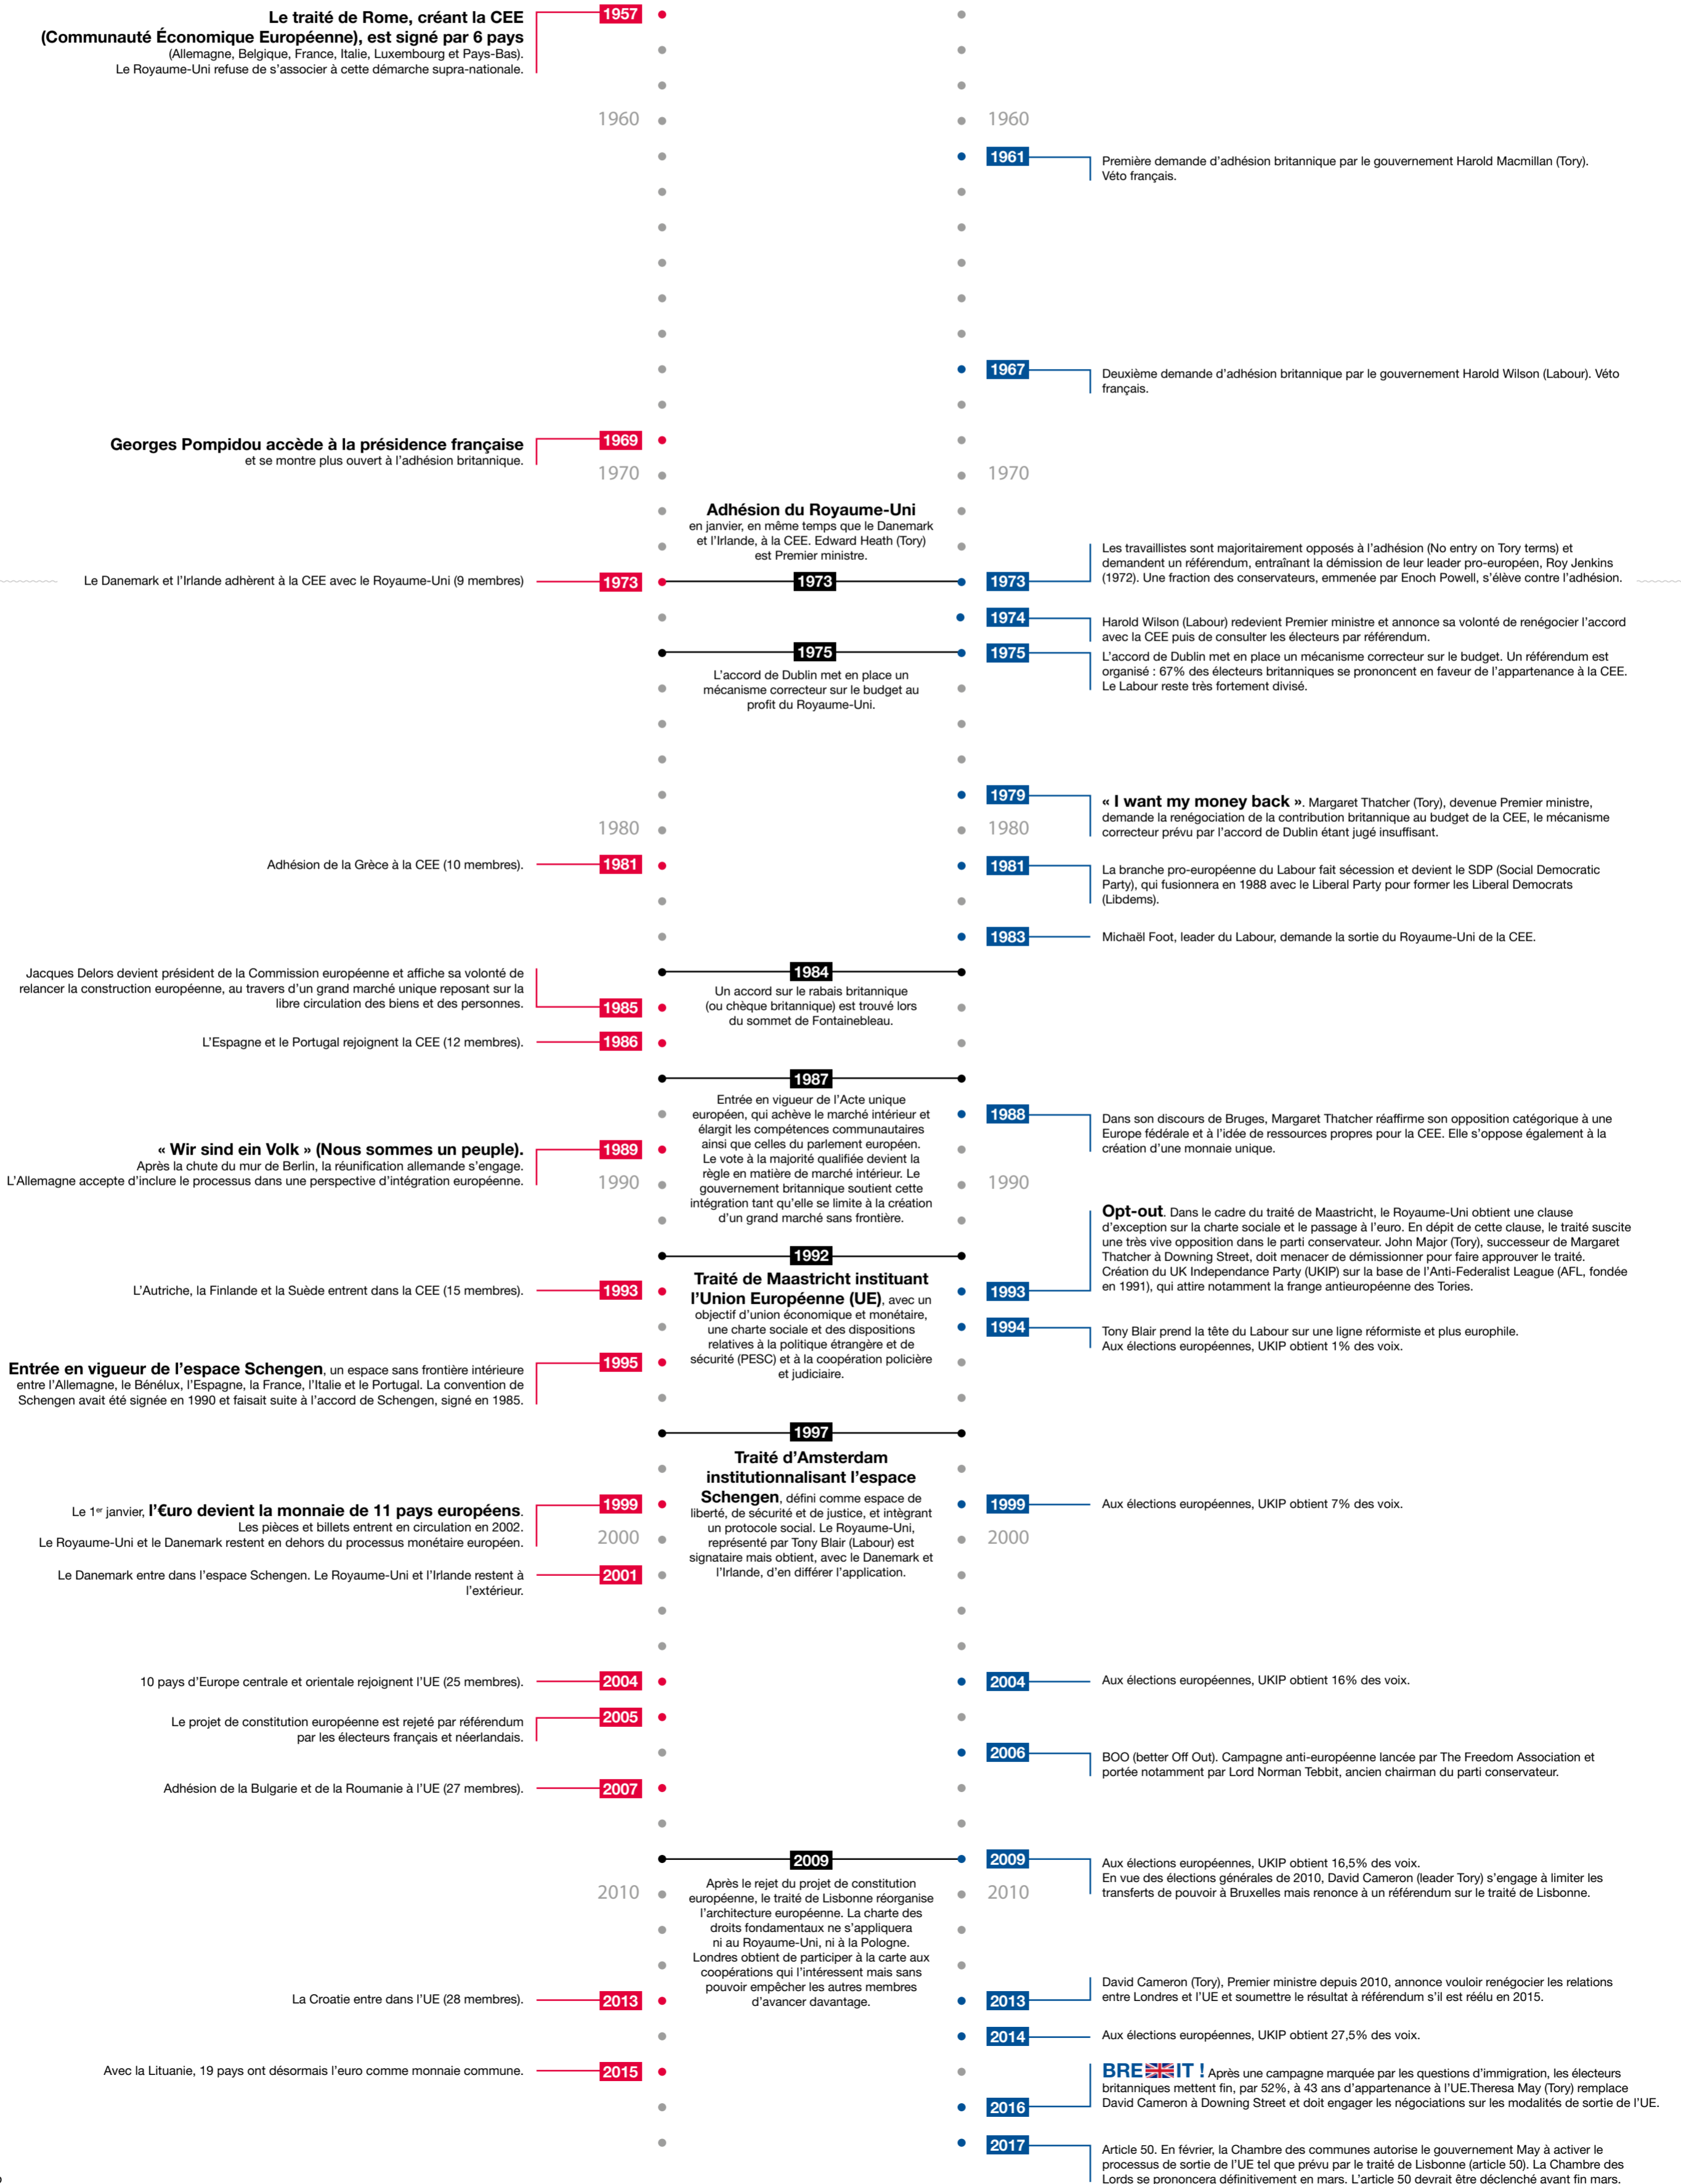 Le traité de Rome, créant la CEE
(Communauté Économique Européenne), est signé par 6 pays
(Allemagne, Belgique, France, Italie, Luxembourg et Pays-Bas).
Le Royaume-Uni refuse de s'associer à cette démarche supra-nationale.
1957
1960
1960
1961
Première demande d'adhésion britannique par le gouvernement Harold Macmillan (Tory).
Véto français.
1967
Deuxième demande d'adhésion britannique par le gouvernement Harold Wilson (Labour). Véto
français.
Georges Pompidou accède à la présidence française
et se montre plus ouvert à l'adhésion britannique.
1969
1970
1970
Adhésion du Royaume-Uni
en janvier, en même temps que le Danemark
et l'Irlande, à la CEE. Edward Heath (Tory)
est Premier ministre.
Le Danemark et l'Irlande adhèrent à la CEE avec le Royaume-Uni (9 membres)
1973
1973
1973
Les travaillistes sont majoritairement opposés à l'adhésion (No entry on Tory terms) et
demandent un référendum, entraînant la démission de leur leader pro-européen, Roy Jenkins
(1972). Une fraction des conservateurs, emmenée par Enoch Powell, s'élève contre l'adhésion.
1974
Harold Wilson (Labour) redevient Premier ministre et annonce sa volonté de renégocier l'accord
avec la CEE puis de consulter les électeurs par référendum.
1975
L'accord de Dublin met en place un
mécanisme correcteur sur le budget au
profit du Royaume-Uni.
1975
L'accord de Dublin met en place un mécanisme correcteur sur le budget. Un référendum est
organisé : 67% des électeurs britanniques se prononcent en faveur de l'appartenance à la CEE.
Le Labour reste très fortement divisé.
1979
« I want my money back ». Margaret Thatcher (Tory), devenue Premier ministre,
demande la renégociation de la contribution britannique au budget de la CEE, le mécanisme
correcteur prévu par l'accord de Dublin étant jugé insuffisant.
1980
1980
Adhésion de la Grèce à la CEE (10 membres).
1981
1981
La branche pro-européenne du Labour fait sécession et devient le SDP (Social Democratic
Party), qui fusionnera en 1988 avec le Liberal Party pour former les Liberal Democrats
(Libdems).
1983
Michaël Foot, leader du Labour, demande la sortie du Royaume-Uni de la CEE.
1984
Un accord sur le rabais britannique
(ou chèque britannique) est trouvé lors
du sommet de Fontainebleau.
Jacques Delors devient président de la Commission européenne et affiche sa volonté de
relancer la construction européenne, au travers d'un grand marché unique reposant sur la
libre circulation des biens et des personnes.
1985
L'Espagne et le Portugal rejoignent la CEE (12 membres).
1986
1987
Entrée en vigueur de l'Acte unique
européen, qui achève le marché intérieur et
élargit les compétences communautaires
ainsi que celles du parlement européen.
Le vote à la majorité qualifiée devient la
règle en matière de marché intérieur. Le
gouvernement britannique soutient cette
intégration tant qu'elle se limite à la création
d'un grand marché sans frontière.
1988
Dans son discours de Bruges, Margaret Thatcher réaffirme son opposition catégorique à une
Europe fédérale et à l'idée de ressources propres pour la CEE. Elle s'oppose également à la
création d'une monnaie unique.
« Wir sind ein Volk » (Nous sommes un peuple).
Après la chute du mur de Berlin, la réunification allemande s'engage.
L'Allemagne accepte d'inclure le processus dans une perspective d'intégration européenne.
1989
1990
1990
1992
Traité de Maastricht instituant
l'Union Européenne (UE), avec un
objectif d'union économique et monétaire,
une charte sociale et des dispositions
relatives à la politique étrangère et de
sécurité (PESC) et à la coopération policière
et judiciaire.
Opt-out. Dans le cadre du traité de Maastricht, le Royaume-Uni obtient une clause
d'exception sur la charte sociale et le passage à l'euro. En dépit de cette clause, le traité suscite
une très vive opposition dans le parti conservateur. John Major (Tory), successeur de Margaret
Thatcher à Downing Street, doit menacer de démissionner pour faire approuver le traité.
Création du UK Independance Party (UKIP) sur la base de l'Anti-Federalist League (AFL, fondée
en 1991), qui attire notamment la frange antieuropéenne des Tories.
1993
L'Autriche, la Finlande et la Suède entrent dans la CEE (15 membres).
1993
1994
Tony Blair prend la tête du Labour sur une ligne réformiste et plus europhile.
Aux élections européennes, UKIP obtient 1% des voix.
Entrée en vigueur de l'espace Schengen, un espace sans frontière intérieure
entre l'Allemagne, le Bénélux, l'Espagne, la France, l'Italie et le Portugal. La convention de
Schengen avait été signée en 1990 et faisait suite à l'accord de Schengen, signé en 1985.
1995
1997
Traité d'Amsterdam
institutionnalisant l'espace
Schengen, défini comme espace de
liberté, de sécurité et de justice, et intègrant
un protocole social. Le Royaume-Uni,
représenté par Tony Blair (Labour) est
signataire mais obtient, avec le Danemark et
l'Irlande, d'en différer l'application.
Le 1er janvier, l'€uro devient la monnaie de 11 pays européens.
Les pièces et billets entrent en circulation en 2002.
Le Royaume-Uni et le Danemark restent en dehors du processus monétaire européen.
1999
1999
Aux élections européennes, UKIP obtient 7% des voix.
2000
2000
Le Danemark entre dans l'espace Schengen. Le Royaume-Uni et l'Irlande restent à
l'extérieur.
2001
10 pays d'Europe centrale et orientale rejoignent l'UE (25 membres).
2004
2004
Aux élections européennes, UKIP obtient 16% des voix.
Le projet de constitution européenne est rejeté par référendum
par les électeurs français et néerlandais.
2005
2006
BOO (better Off Out). Campagne anti-européenne lancée par The Freedom Association et
portée notamment par Lord Norman Tebbit, ancien chairman du parti conservateur.
Adhésion de la Bulgarie et de la Roumanie à l'UE (27 membres).
2007
2009
Après le rejet du projet de constitution
européenne, le traité de Lisbonne réorganise
l'architecture européenne. La charte des
droits fondamentaux ne s'appliquera
ni au Royaume-Uni, ni à la Pologne.
Londres obtient de participer à la carte aux
coopérations qui l'intéressent mais sans
pouvoir empêcher les autres membres
d'avancer davantage.
2009
Aux élections européennes, UKIP obtient 16,5% des voix.
En vue des élections générales de 2010, David Cameron (leader Tory) s'engage à limiter les
transferts de pouvoir à Bruxelles mais renonce à un référendum sur le traité de Lisbonne.
2010
2010
La Croatie entre dans l'UE (28 membres).
2013
2013
David Cameron (Tory), Premier ministre depuis 2010, annonce vouloir renégocier les relations
entre Londres et l'UE et soumettre le résultat à référendum s'il est réélu en 2015.
2014
Aux élections européennes, UKIP obtient 27,5% des voix.
Avec la Lituanie, 19 pays ont désormais l'euro comme monnaie commune.
2015
BREXIT ! Après une campagne marquée par les questions d'immigration, les électeurs
britanniques mettent fin, par 52%, à 43 ans d'appartenance à l'UE.Theresa May (Tory) remplace
David Cameron à Downing Street et doit engager les négociations sur les modalités de sortie de l'UE.
2016
2017
Article 50. En février, la Chambre des communes autorise le gouvernement May à activer le
processus de sortie de l'UE tel que prévu par le traité de Lisbonne (article 50). La Chambre des
Lords se prononcera définitivement en mars. L'article 50 devrait être déclenché avant fin mars.